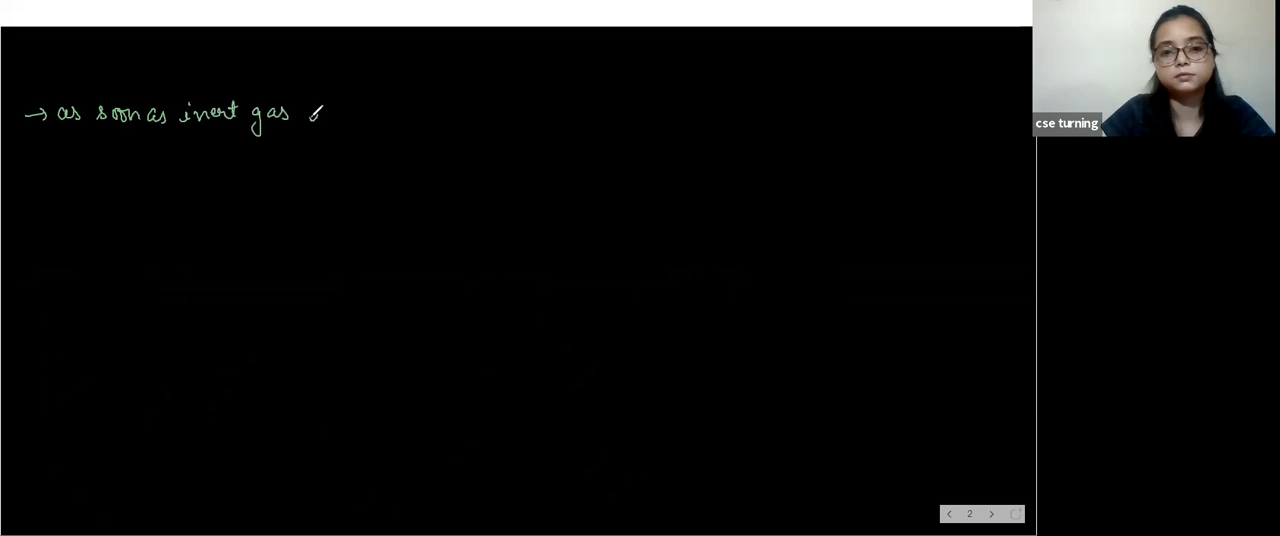 → as soon as inert gas
cse turning
2